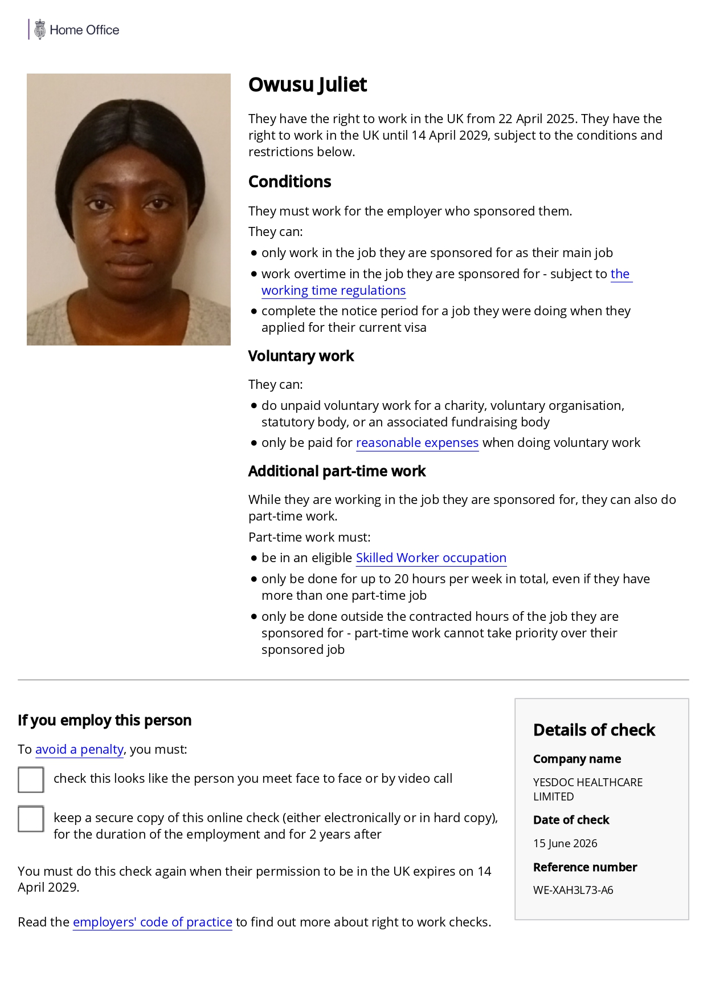 Home Office
Owusu Juliet
They have the right to work in the UK from 22 April 2025. They have the
right to work in the UK until 14 April 2029, subject to the conditions and
restrictions below.
Conditions
They must work for the employer who sponsored them.
They can:
● only work in the job they are sponsored for as their main job
● work overtime in the job they are sponsored for - subject to the
working time regulations
● complete the notice period for a job they were doing when they
applied for their current visa
Voluntary work
They can:
● do unpaid voluntary work for a charity, voluntary organisation,
statutory body, or an associated fundraising body
● only be paid for reasonable expenses when doing voluntary work
Additional part-time work
While they are working in the job they are sponsored for, they can also do
part-time work.
Part-time work must:
● be in an eligible Skilled Worker occupation
● only be done for up to 20 hours per week in total, even if they have
more than one part-time job
● only be done outside the contracted hours of the job they are
sponsored for - part-time work cannot take priority over their
sponsored job
If you employ this person
To avoid a penalty, you must:
check this looks like the person you meet face to face or by video call
keep a secure copy of this online check (either electronically or in hard copy),
for the duration of the employment and for 2 years after
You must do this check again when their permission to be in the UK expires on 14
April 2029.
Read the employers' code of practice to find out more about right to work checks.
Details of check
Company name
YESDOC HEALTHCARE
LIMITED
Date of check
15 June 2026
Reference number
WE-XAH3L73-A6